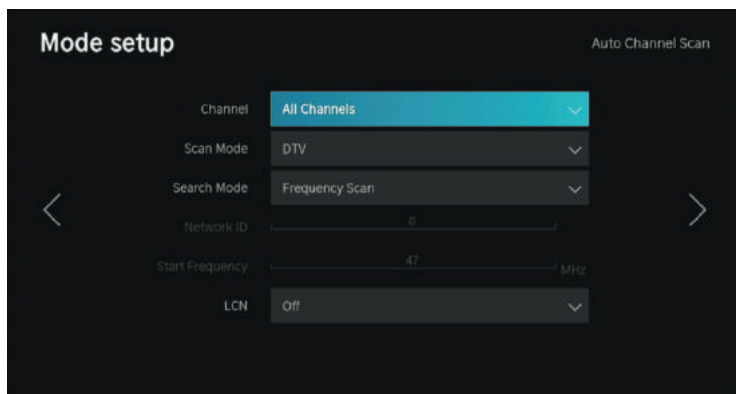 Mode setup
Auto Channel Scan
Channel All Channels
Scan Mode DTV
Search Mode Frequency Scan
Network ID 0
Start Frequency 47 MHz
LCN Off